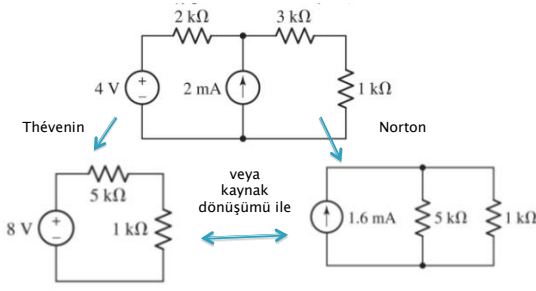 2 kΩ 3 kΩ
4 V + − 2 mA 1 kΩ
Thévenin Norton
veya
kaynak
dönüşümü ile
5 kΩ
8 V + − 1 kΩ
1.6 mA 5 kΩ 1 kΩ